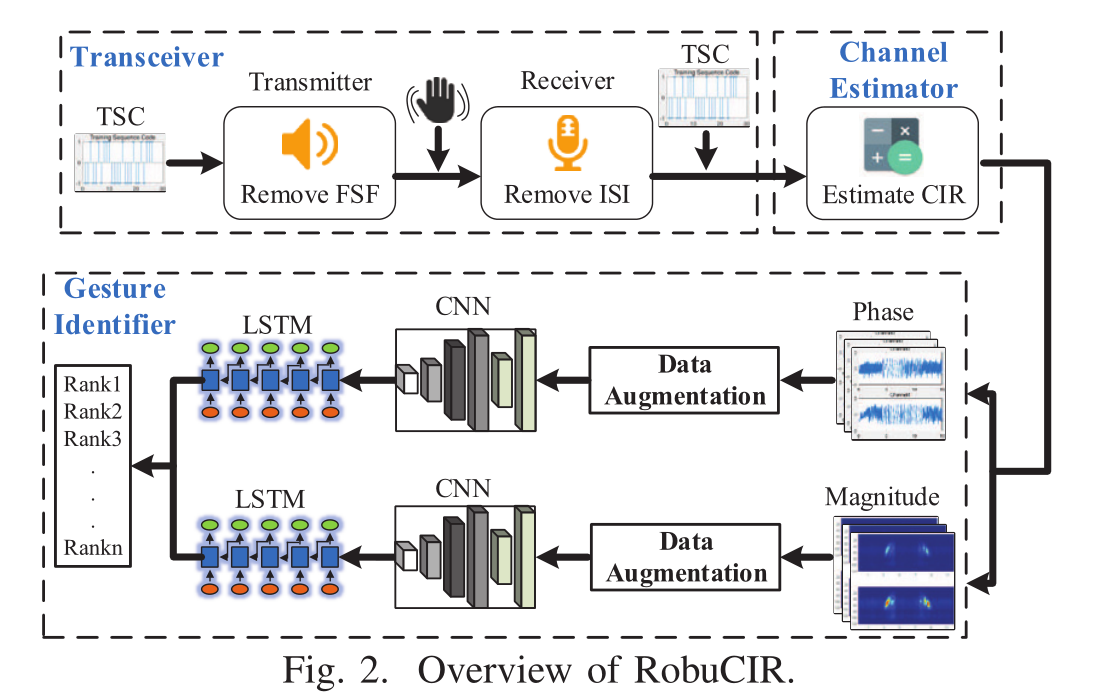 Transceiver
TSC
Training Sequence Code
Transmitter
Remove FSF
Receiver
Remove ISI
TSC
Training Sequence Code
Channel
Estimator
Estimate CIR
Gesture
Identifier
Rank1
Rank2
Rank3
.
.
.
Rankn
LSTM
CNN
Data
Augmentation
Phase
LSTM
CNN
Data
Augmentation
Magnitude
Fig. 2. Overview of RobuCIR.